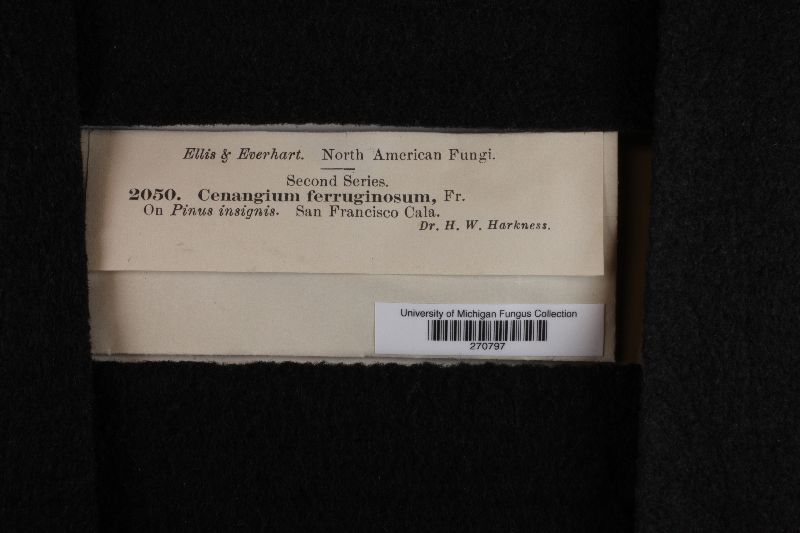 Ellis & Everhart. North American Fungi.
Second Series.
2050. Cenangium ferruginosum, Fr.
On Pinus insignis. San Francisco Cala.
Dr. H. W. Harkness.
University of Michigan Fungus Collection
270797